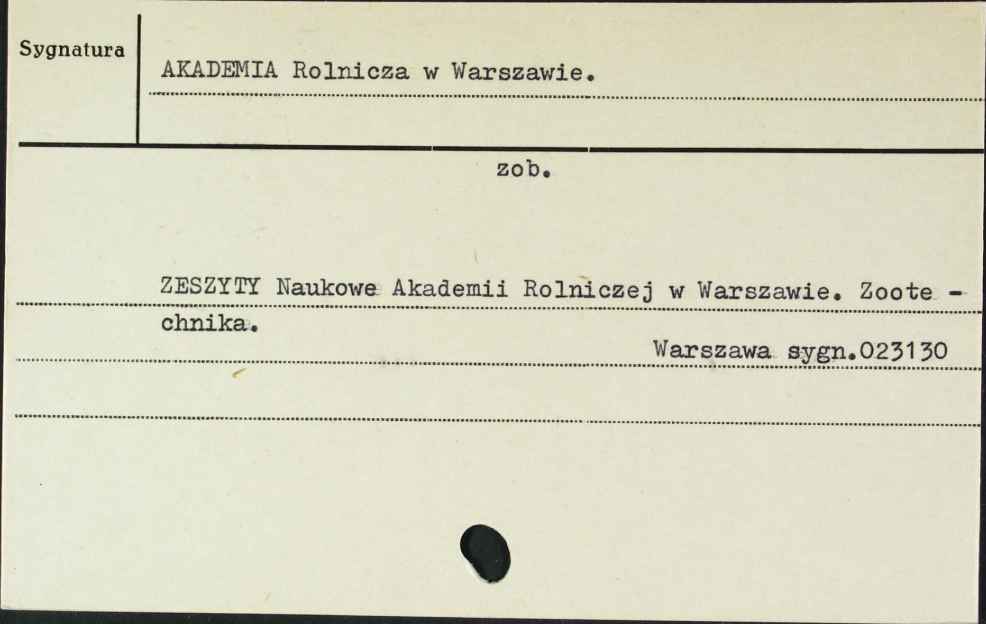 Sygnatura
AKADEMIA Rolnicza w Warszawie.
zob.
ZESZYTY Naukowe Akademii Rolniczej w Warszawie. Zoote -
chnika.
Warszawa sygn.023130